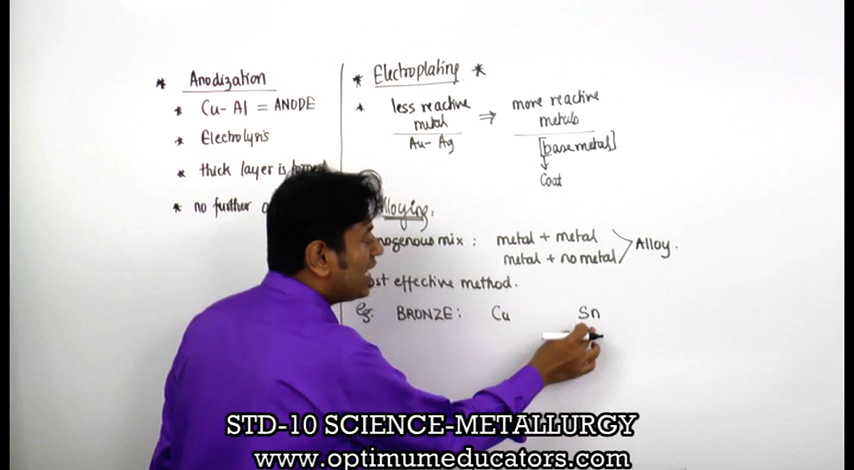 * Anodization
* Cu-Al = ANODE
* Electrolysis
* thick layer is
* no further
* Electroplating *
* less reactive metal ⇒ more reactive metals
Au-Ag [base metal]
↓
Coat
Alloying.
mix : metal + metal
metal + no metal > Alloy.
effective method.
eg: BRONZE : Cu Sn
STD-10 SCIENCE-METALLURGY
www.optimumeducators.com